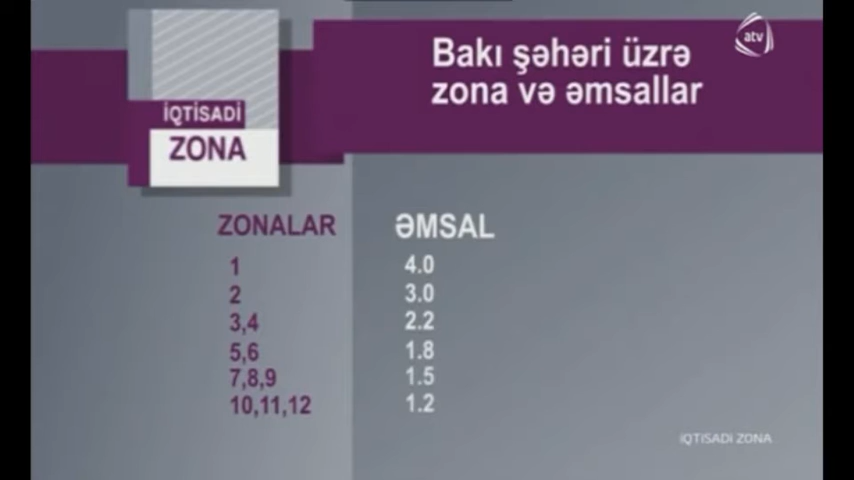 Bakı şəhəri üzrə
zona və əmsallar
atv
İQTİSADİ
ZONA
ZONALAR ƏMSAL
1 4.0
2 3.0
3,4 2.2
5,6 1.8
7,8,9 1.5
10,11,12 1.2
İQTİSADİ ZONA